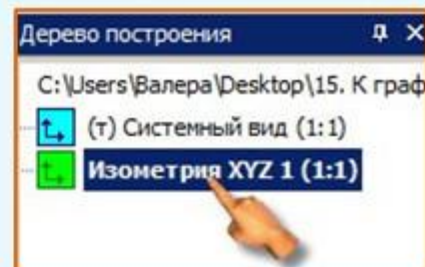 Дерево построения
C:\Users\Валера\Desktop\15. К граф
(т) Системный вид (1:1)
Изометрия XYZ 1 (1:1)